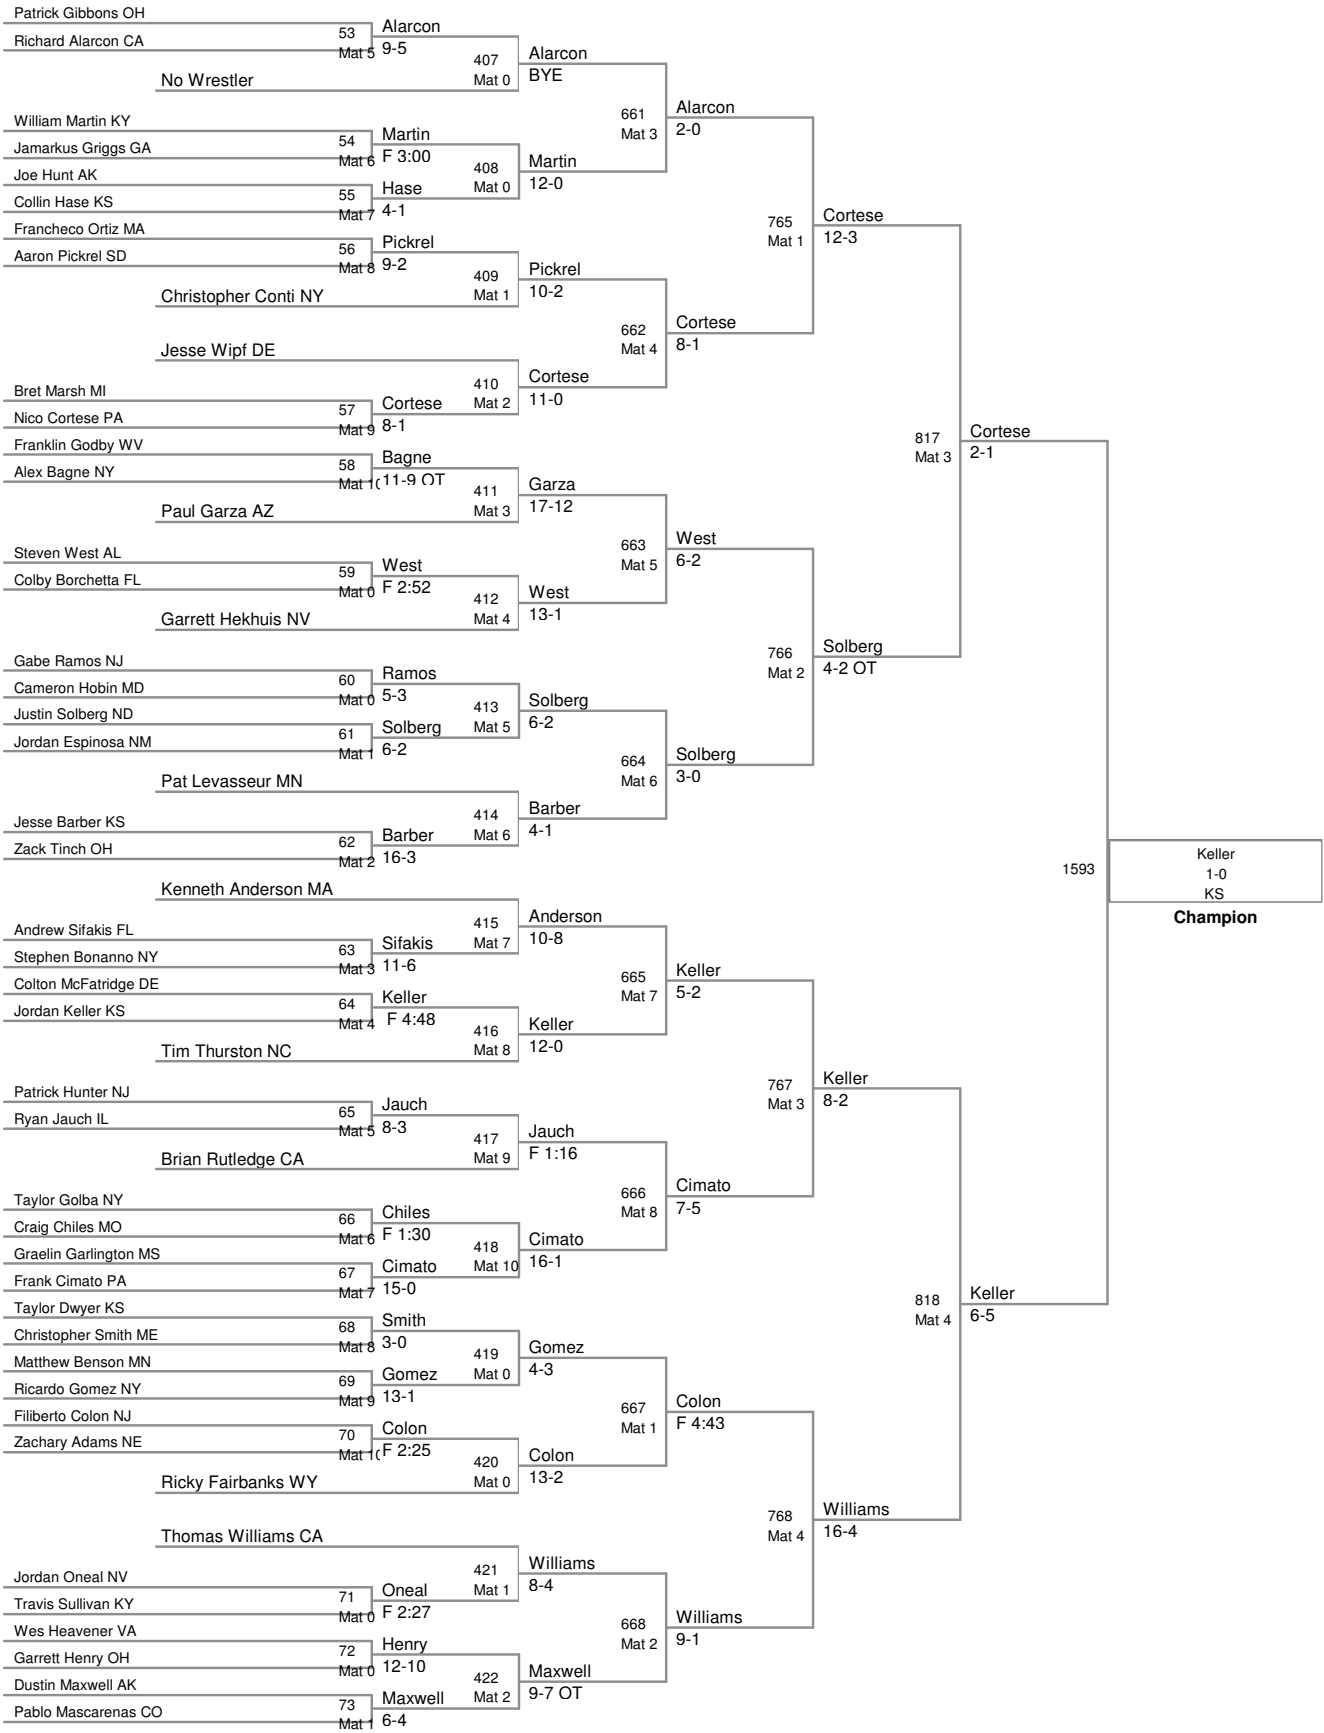 Patrick Gibbons OH
Richard Alarcon CA
53
Mat 5
Alarcon
9-5
No Wrestler
407
Mat 0
Alarcon
BYE
William Martin KY
Jamarkus Griggs GA
54
Mat 6
Martin
F 3:00
Joe Hunt AK
Collin Hase KS
55
Mat 7
Hase
4-1
408
Mat 0
Martin
12-0
661
Mat 3
Alarcon
2-0
Francheco Ortiz MA
Aaron Pickrel SD
56
Mat 8
Pickrel
9-2
Christopher Conti NY
409
Mat 1
Pickrel
10-2
Jesse Wipf DE
Bret Marsh MI
Nico Cortese PA
57
Mat 9
Cortese
8-1
410
Mat 2
Cortese
11-0
662
Mat 4
Cortese
8-1
765
Mat 1
Cortese
12-3
Franklin Godby WV
Alex Bagne NY
58
Mat 10
Bagne
11-9 OT
Paul Garza AZ
411
Mat 3
Garza
17-12
Steven West AL
Colby Borchetta FL
59
Mat 0
West
F 2:52
Garrett Hekhuis NV
412
Mat 4
West
13-1
663
Mat 5
West
6-2
Gabe Ramos NJ
Cameron Hobin MD
60
Mat 0
Ramos
5-3
Justin Solberg ND
Jordan Espinosa NM
61
Mat 1
Solberg
6-2
413
Mat 5
Solberg
6-2
Pat Levasseur MN
Jesse Barber KS
Zack Tinch OH
62
Mat 2
Barber
16-3
414
Mat 6
Barber
4-1
664
Mat 6
Solberg
3-0
766
Mat 2
Solberg
4-2 OT
817
Mat 3
Cortese
2-1
Kenneth Anderson MA
Andrew Sifakis FL
Stephen Bonanno NY
63
Mat 3
Sifakis
11-6
415
Mat 7
Anderson
10-8
Colton McFatridge DE
Jordan Keller KS
64
Mat 4
Keller
F 4:48
Tim Thurston NC
416
Mat 8
Keller
12-0
665
Mat 7
Keller
5-2
Patrick Hunter NJ
Ryan Jauch IL
65
Mat 5
Jauch
8-3
Brian Rutledge CA
417
Mat 9
Jauch
F 1:16
Taylor Golba NY
Craig Chiles MO
66
Mat 6
Chiles
F 1:30
Graelin Garlington MS
Frank Cimato PA
67
Mat 7
Cimato
15-0
418
Mat 10
Cimato
16-1
666
Mat 8
Cimato
7-5
767
Mat 3
Keller
8-2
Taylor Dwyer KS
Christopher Smith ME
68
Mat 8
Smith
3-0
Matthew Benson MN
Ricardo Gomez NY
69
Mat 9
Gomez
13-1
419
Mat 0
Gomez
4-3
Filiberto Colon NJ
Zachary Adams NE
70
Mat 10
Colon
F 2:25
Ricky Fairbanks WY
420
Mat 0
Colon
13-2
667
Mat 1
Colon
F 4:43
Thomas Williams CA
Jordan Oneal NV
Travis Sullivan KY
71
Mat 0
Oneal
F 2:27
421
Mat 1
Williams
8-4
Wes Heavener VA
Garrett Henry OH
72
Mat 0
Henry
12-10
Dustin Maxwell AK
Pablo Mascarenas CO
73
Mat 1
Maxwell
6-4
422
Mat 2
Maxwell
9-7 OT
668
Mat 2
Williams
9-1
768
Mat 4
Williams
16-4
818
Mat 4
Keller
6-5
1593
Keller
1-0
KS
Champion